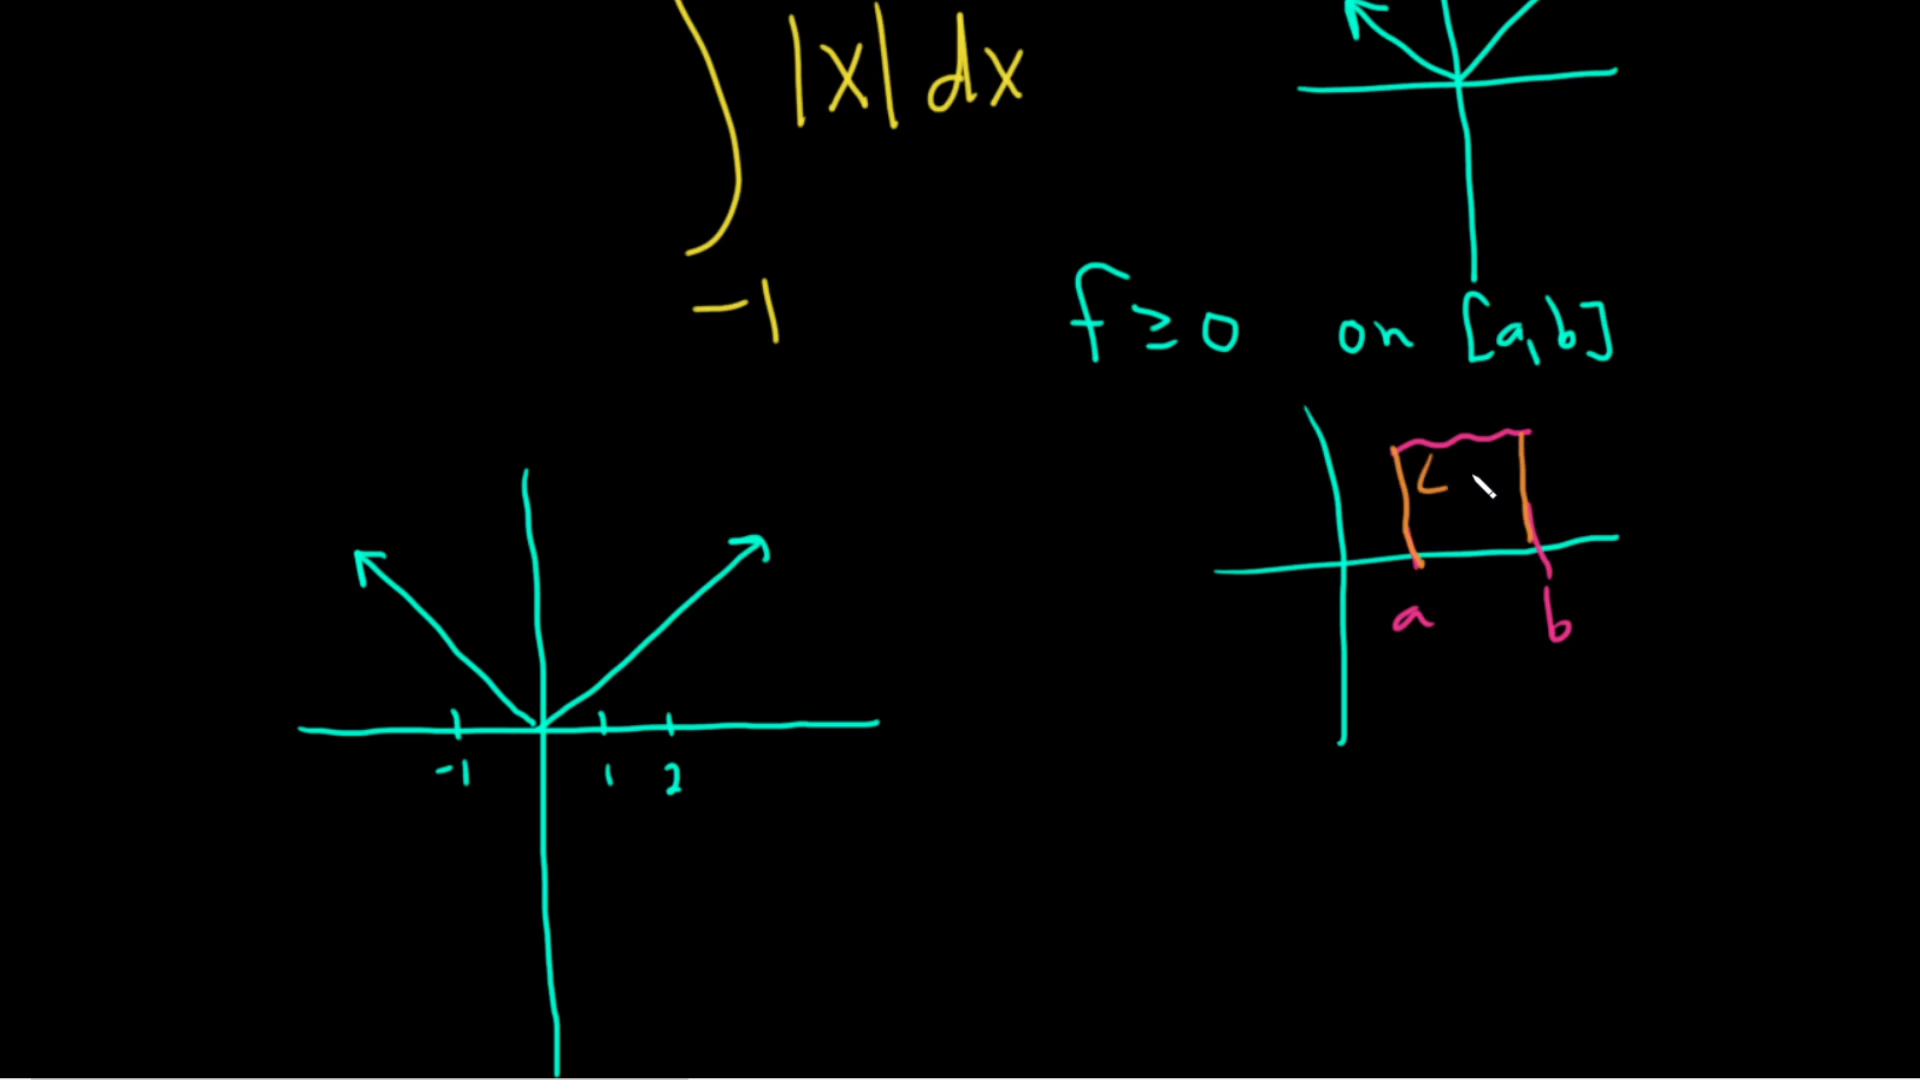 ∫ |x| dx
-1
f ≥ 0 on [a,b]
a b
-1 1 2